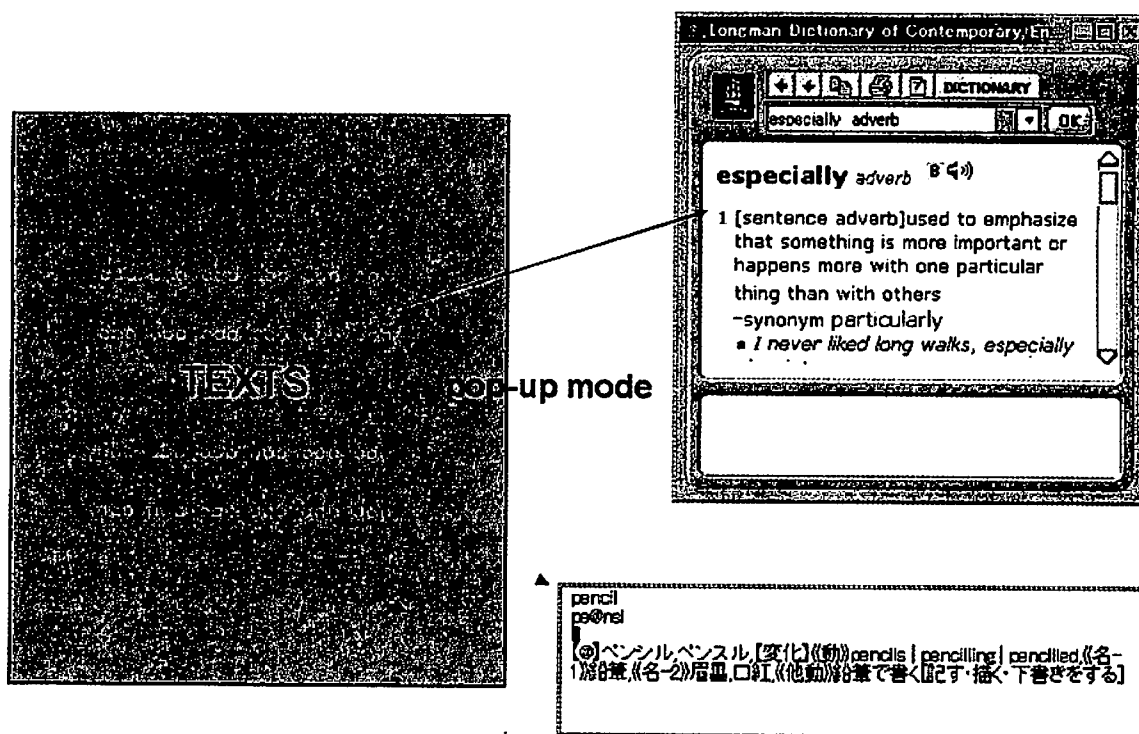 Longman Dictionary of Contemporary En
DICTIONARY
especially adverb
OK
especially adverb
1 [sentence adverb]used to emphasize
that something is more important or
happens more with one particular
thing than with others
-synonym particularly
▪ I never liked long walks, especially
TEXTS
pop-up mode
pencil
pe@nsl
【@】ペンシル,ペンスル,【変化】《動》pencils | pencilling | pencilled,《名-
1》鉛筆,《名-2》眉墨,口紅,《他動》鉛筆で書く[記す・描く・下書きをする]